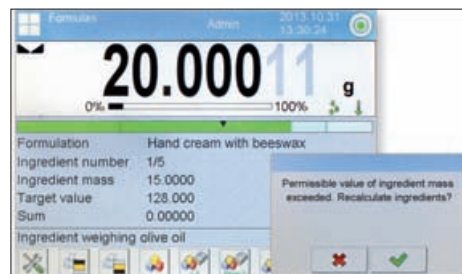 Formulas Admin 2013.10.31
13:30:24
20.00011 g
0% 100%
Formulation Hand cream with beeswax
Ingredient number 1/5
Ingredient mass 15.0000
Target value 128.000
Sum 0.00000
Ingredient weighing olive oil
Permissible value of ingredient mass
exceeded. Recalculate ingredients?